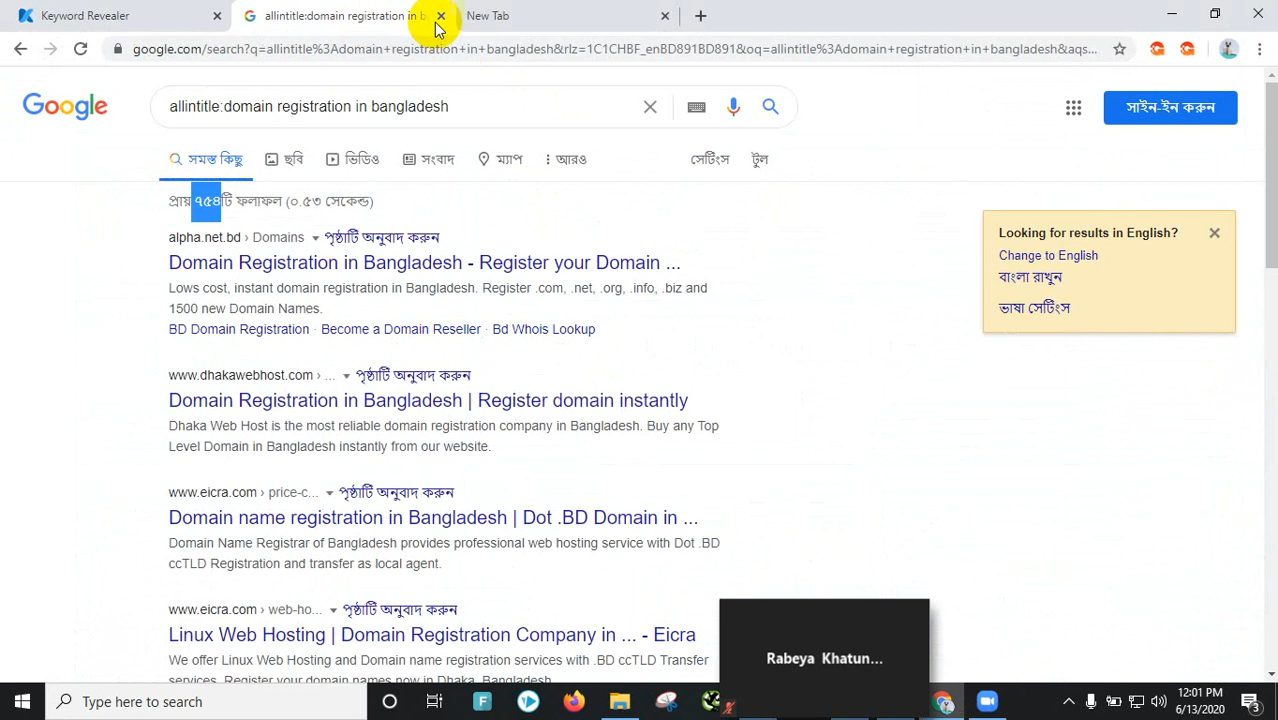 Keyword Revealer
allintitle:domain registration in b
New Tab
google.com/search?q=allintitle%3Adomain+registration+in+bangladesh&rlz=1C1CHBF_enBD891BD891&oq=allintitle%3Adomain+registration+in+bangladesh&aqs...
Google
allintitle:domain registration in bangladesh
সাইন-ইন করুন
সমস্ত কিছু
ছবি
ভিডিও
সংবাদ
ম্যাপ
আরও
সেটিংস
টুল
প্রায় ৭৫৪টি ফলাফল (০.৫৩ সেকেন্ড)
Looking for results in English?
Change to English
বাংলা রাখুন
ভাষা সেটিংস
alpha.net.bd › Domains পৃষ্ঠাটি অনুবাদ করুন
Domain Registration in Bangladesh - Register your Domain ...
Lows cost, instant domain registration in Bangladesh. Register .com, .net, .org, .info, .biz and
1500 new Domain Names.
BD Domain Registration · Become a Domain Reseller · Bd Whois Lookup
www.dhakawebhost.com › ... পৃষ্ঠাটি অনুবাদ করুন
Domain Registration in Bangladesh | Register domain instantly
Dhaka Web Host is the most reliable domain registration company in Bangladesh. Buy any Top
Level Domain in Bangladesh instantly from our website.
www.eicra.com › price-c... পৃষ্ঠাটি অনুবাদ করুন
Domain name registration in Bangladesh | Dot .BD Domain in ...
Domain Name Registrar of Bangladesh provides professional web hosting service with Dot .BD
ccTLD Registration and transfer as local agent.
www.eicra.com › web-ho... পৃষ্ঠাটি অনুবাদ করুন
Linux Web Hosting | Domain Registration Company in ... - Eicra
We offer Linux Web Hosting and Domain name registration services with .BD ccTLD Transfer
services. Register your Domain name now in Dhaka, Bangladesh
Rabeya Khatun...
Type here to search
12:01 PM
6/13/2020
3